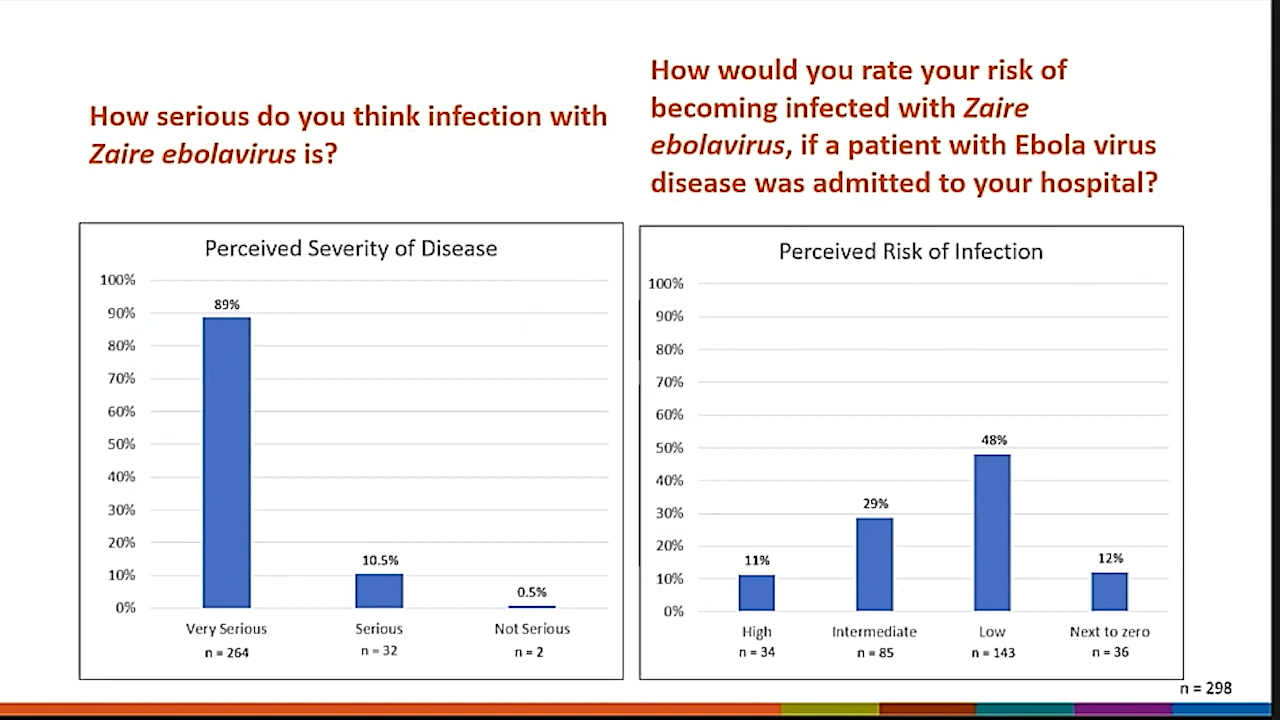 How serious do you think infection with
Zaire ebolavirus is?
How would you rate your risk of
becoming infected with Zaire
ebolavirus, if a patient with Ebola virus
disease was admitted to your hospital?
Perceived Severity of Disease
100%
90%
80%
70%
60%
50%
40%
30%
20%
10%
0%
89%
10.5%
0.5%
Very Serious Serious Not Serious
n = 264 n = 32 n = 2
Perceived Risk of Infection
100%
90%
80%
70%
60%
50%
40%
30%
20%
10%
0%
11%
29%
48%
12%
High Intermediate Low Next to zero
n = 34 n = 85 n = 143 n = 36
n = 298